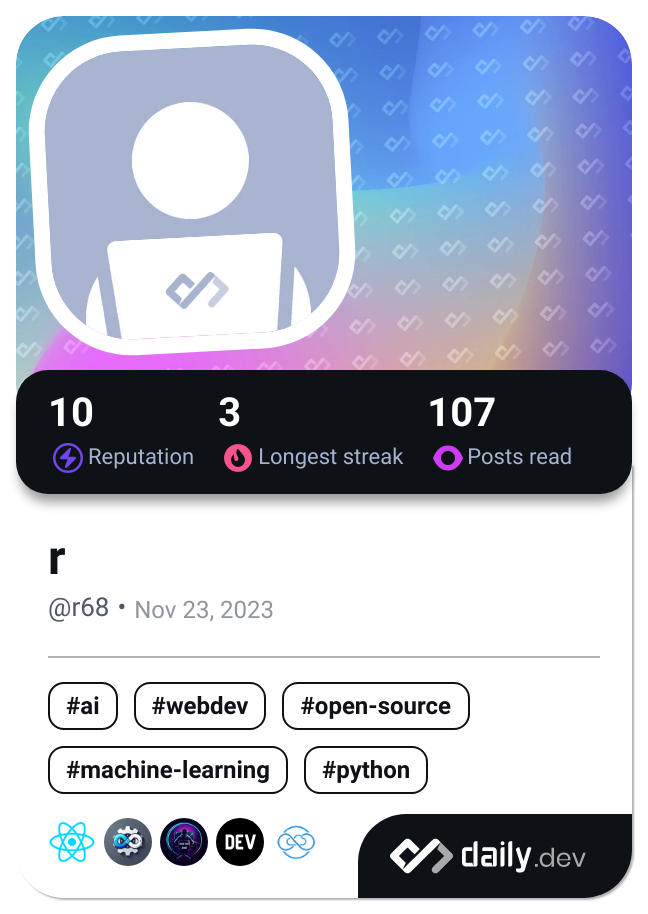 10 3 107
Reputation Longest streak Posts read
r
@r68 • Nov 23, 2023
#ai #webdev #open-source
#machine-learning #python
DEV
daily.dev